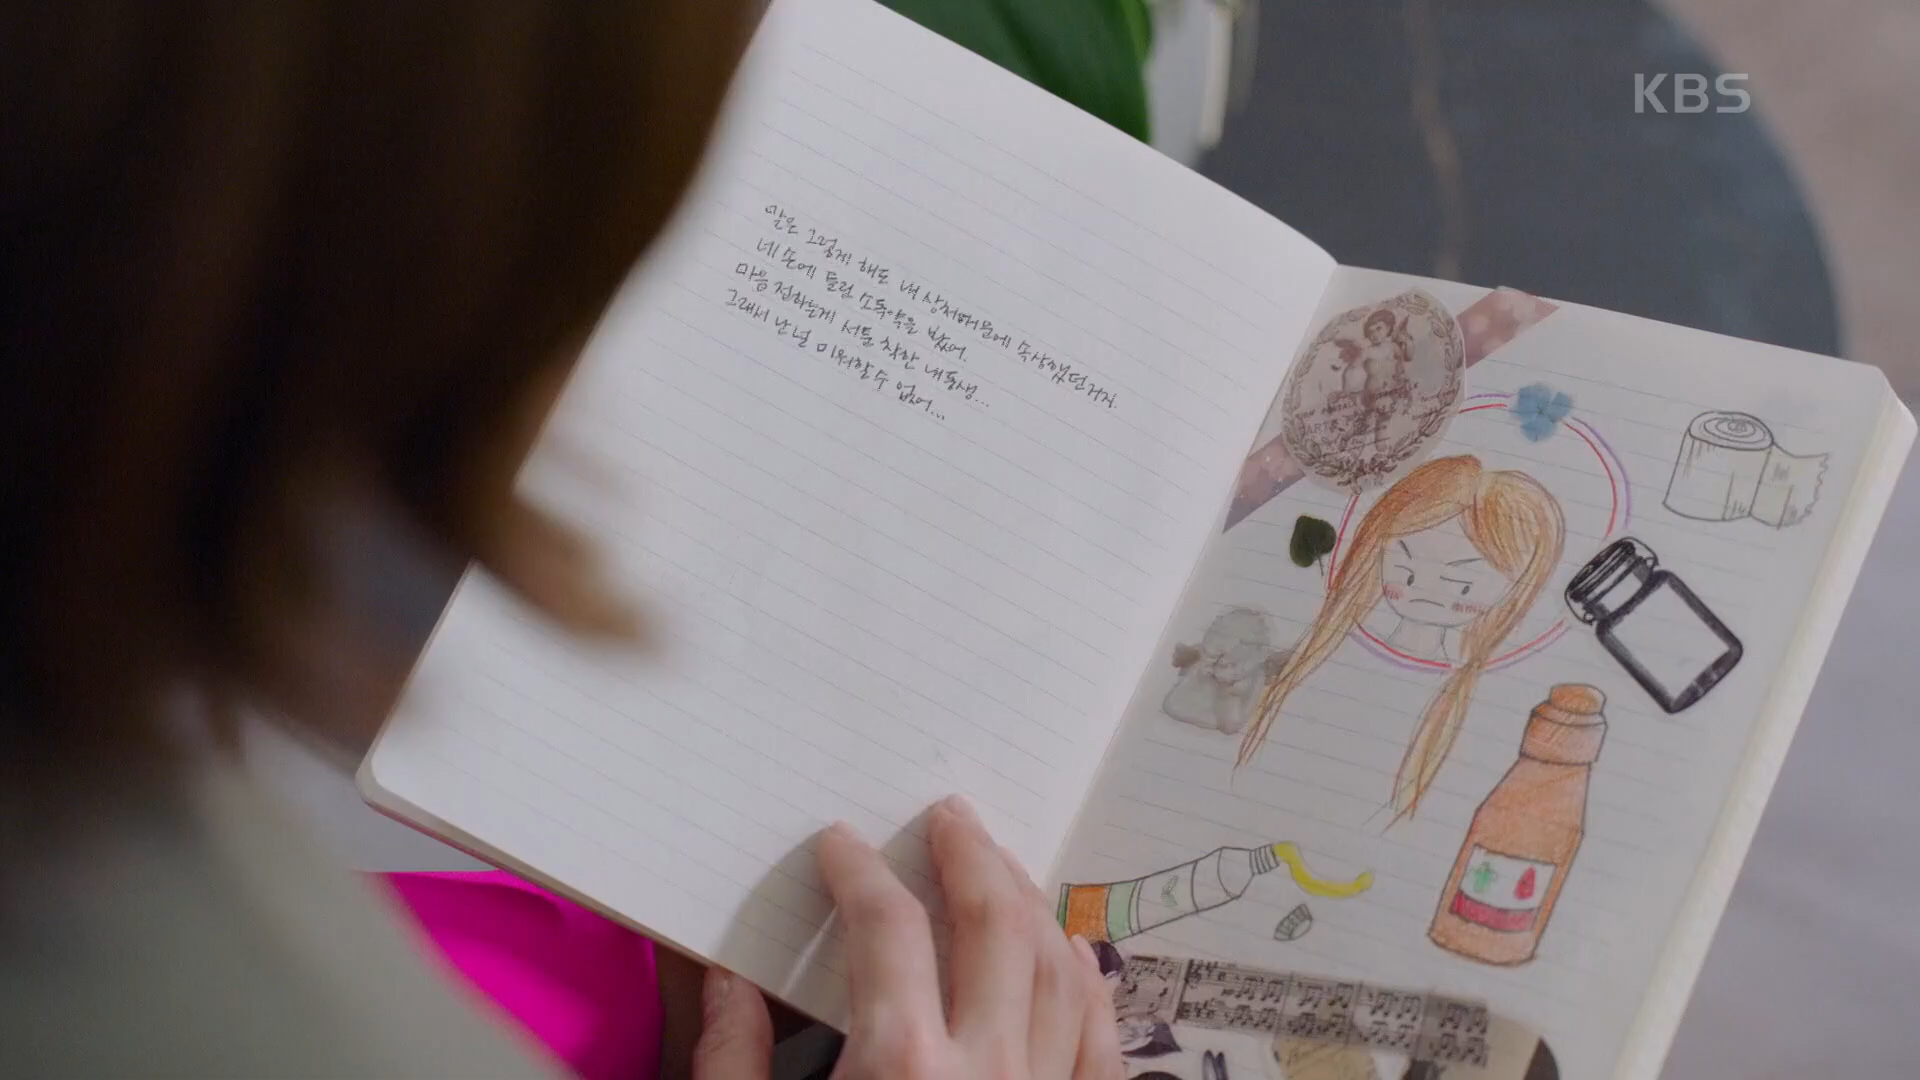 KBS
말은 그렇게 해도 내 상처때문에 속상했던거지.
네 손에 들린 소독약을 봤어.
마음 전하는게 서툰 착한 내동생...
그래서 난 널 미워할 수 없어...